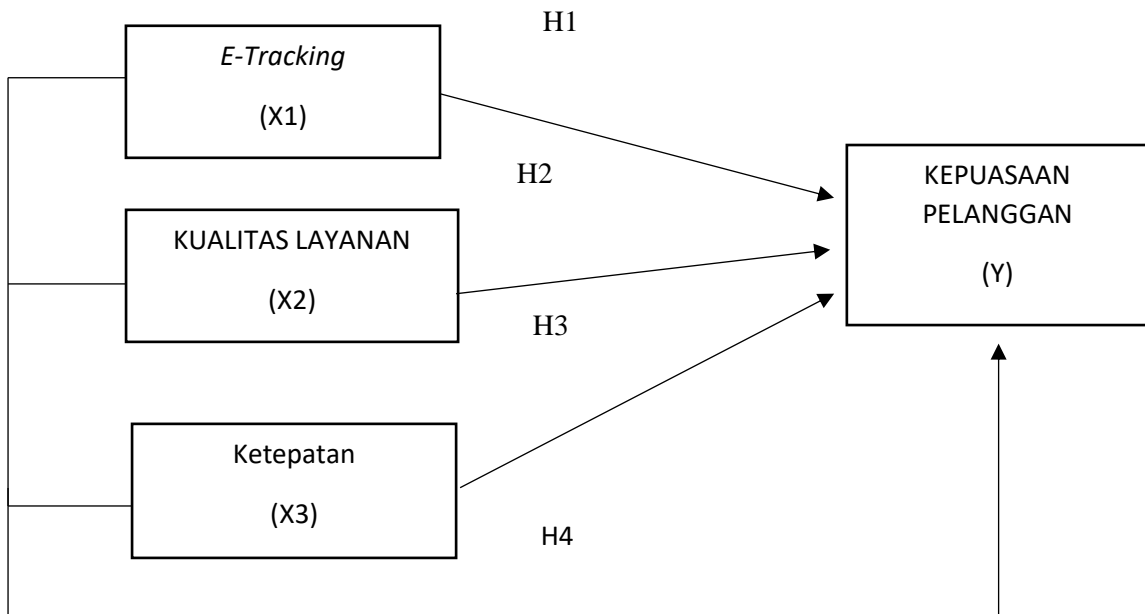 H1
E-Tracking
(X1)
H2
KEPUASAAN
PELANGGAN
(Y)
KUALITAS LAYANAN
(X2)
H3
Ketepatan
(X3)
H4